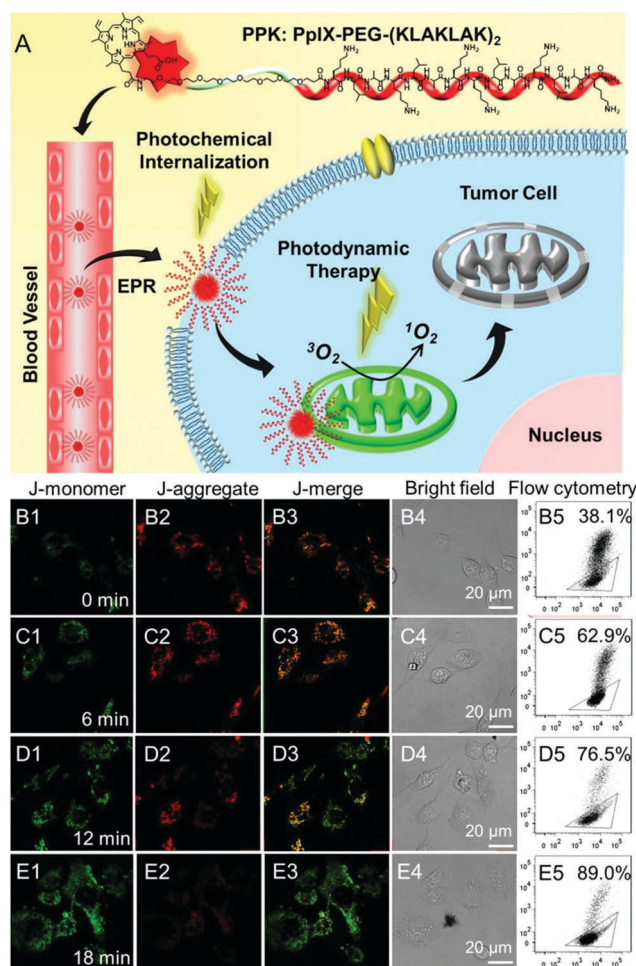 A
PPK: PpIX-PEG-(KLAKLAK)₂
Photochemical
Internalization
Tumor Cell
Photodynamic
Therapy
EPR
Blood Vessel
³O₂
¹O₂
Nucleus
J-monomer J-aggregate J-merge Bright field Flow cytometry
B1 B2 B3 B4 B5 38.1%
0 min 20 µm
C1 C2 C3 C4 C5 62.9%
6 min 20 µm
D1 D2 D3 D4 D5 76.5%
12 min 20 µm
E1 E2 E3 E4 E5 89.0%
18 min 20 µm